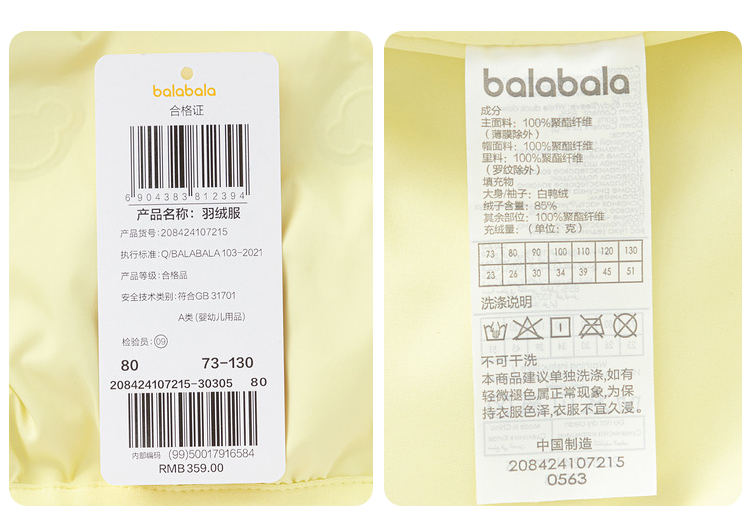 balabala
合格证
6 904383 812394
产品名称：羽绒服
产品货号：208424107215
执行标准：Q/BALABALA 103-2021
产品等级：合格品
安全技术类别：符合GB 31701
A类 (婴幼儿用品)
检验员：09
80 73-130
208424107215-30305 80
内部编码 (99)50017916584
RMB 359.00
balabala
成分
主面料：100%聚酯纤维
（薄膜除外）
帽面料：100%聚酯纤维
里料：100%聚酯纤维
（罗纹除外）
填充物
大身/袖子：白鸭绒
绒子含量：85%
其余部位：100%聚酯纤维
充绒量：（单位：克）
73 80 90 100 110 120 130
23 26 30 34 39 45 51
洗涤说明
不可干洗
本商品建议单独洗涤,如有
轻微褪色属正常现象,为保
持衣服色泽,衣服不宜久浸。
中国制造
208424107215
0563